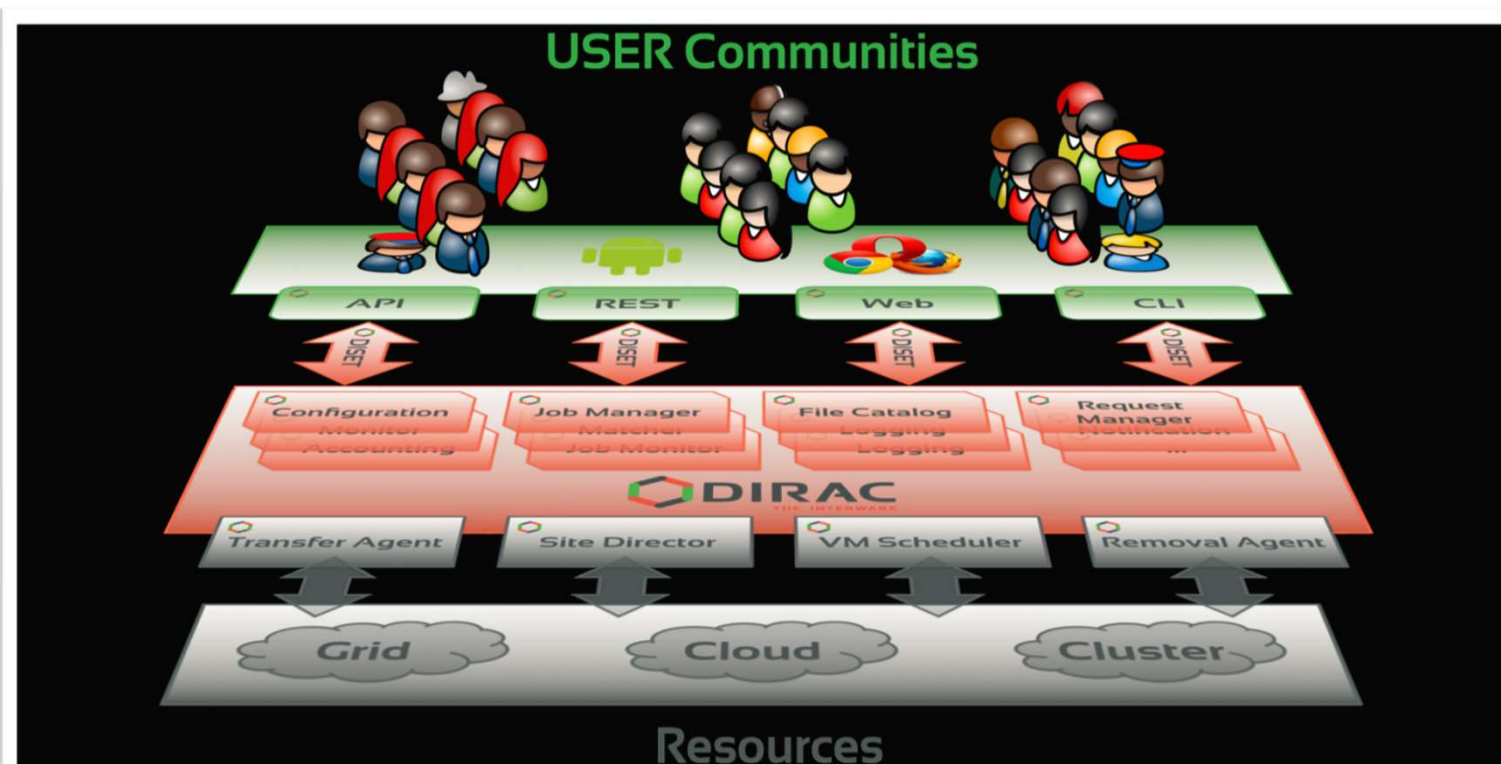 USER Communities
API
REST
Web
CLI
DISET
DISET
DISET
DISET
Configuration
Monitor
Accounting
Job Manager
Matcher
Job Monitor
File Catalog
Logging
Logging
Request
Manager
Notification
...
DIRAC
THE INTERWARE
Transfer Agent
Site Director
VM Scheduler
Removal Agent
Grid
Cloud
Cluster
Resources